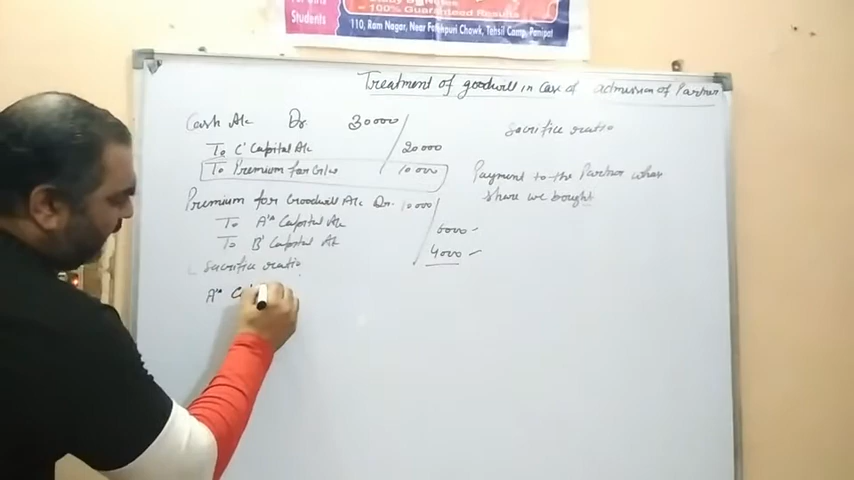 Students
100% Guaranteed Results
110, Ram Nagar, Near Fatehpuri Chowk, Tehsil Camp, Panipat
Treatment of goodwill in Case of admission of Partner
Cash A/c Dr 30000
To C' Capital A/c 20000
To Premium for G/w 10000
Premium for Goodwill A/c Dr. 10000
To A's Capital A/c 6000
To B' Capital A/c 4000
Sacrifice ratio
A's
Sacrifice ratio
Payment to the Partner whose
share we bought